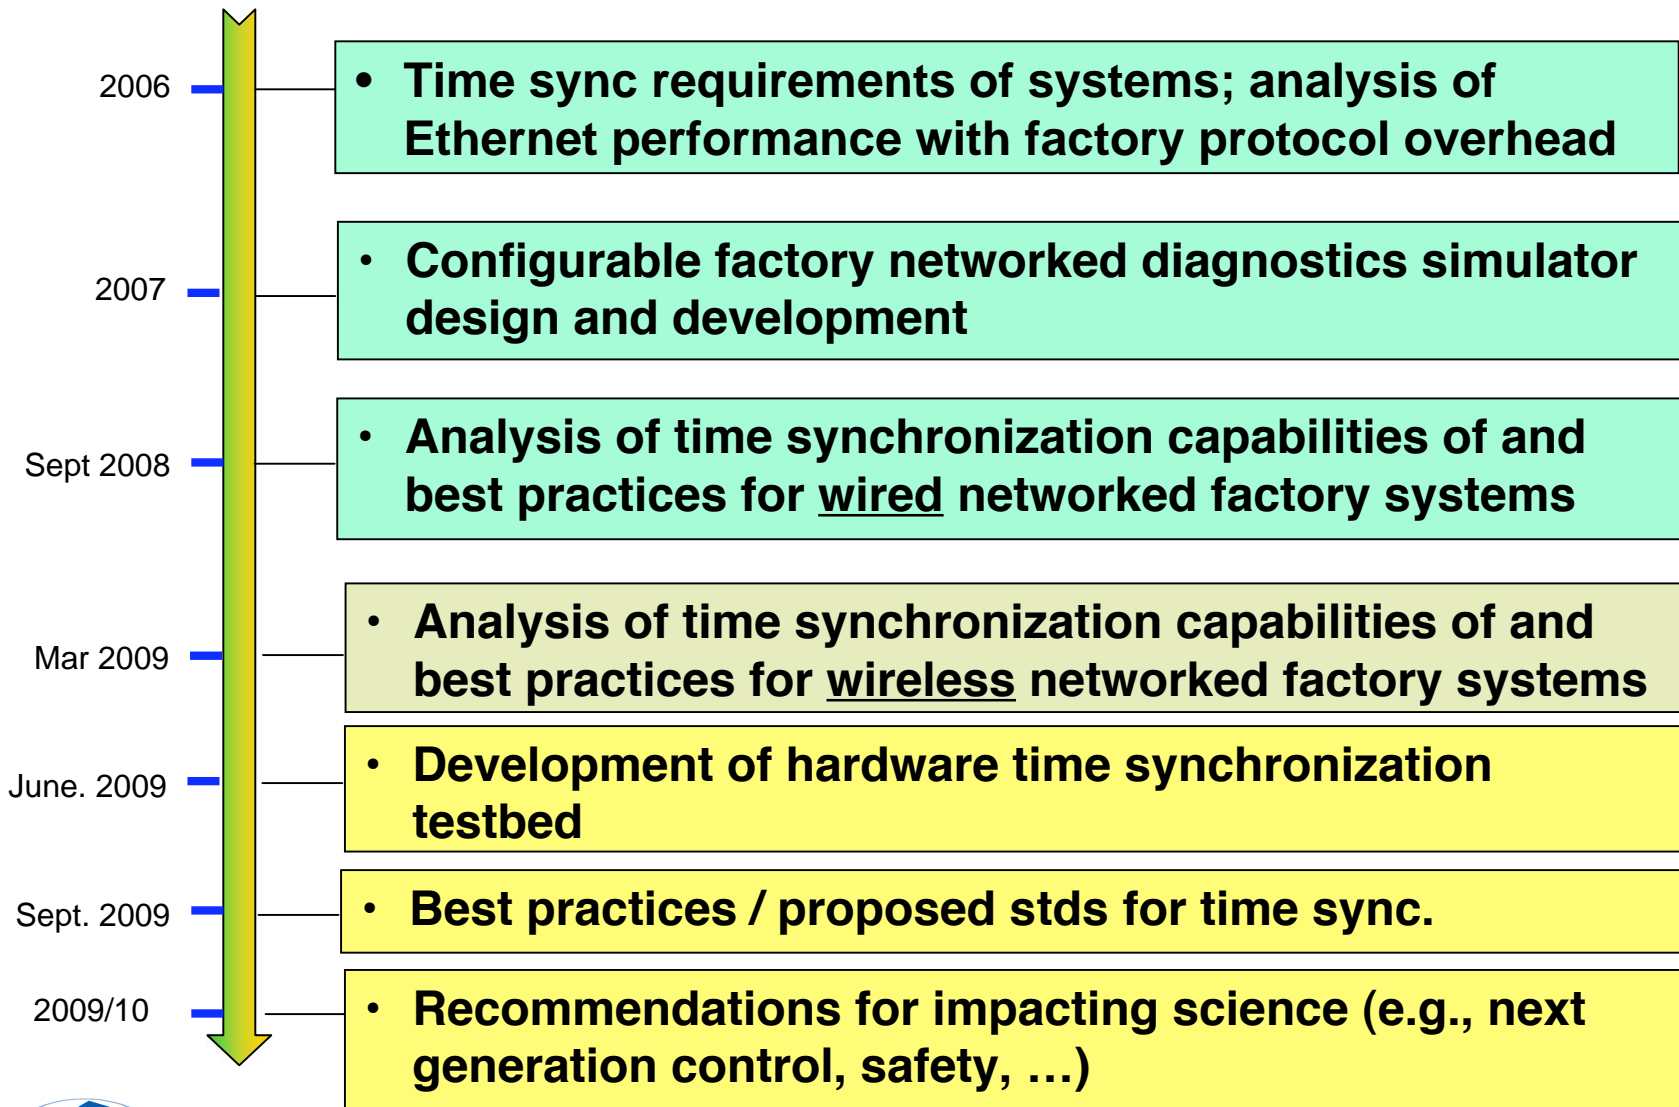 2006
• Time sync requirements of systems; analysis of
Ethernet performance with factory protocol overhead
2007
• Configurable factory networked diagnostics simulator
design and development
Sept 2008
• Analysis of time synchronization capabilities of and
best practices for wired networked factory systems
Mar 2009
• Analysis of time synchronization capabilities of and
best practices for wireless networked factory systems
June. 2009
• Development of hardware time synchronization
testbed
Sept. 2009
• Best practices / proposed stds for time sync.
2009/10
• Recommendations for impacting science (e.g., next
generation control, safety, …)